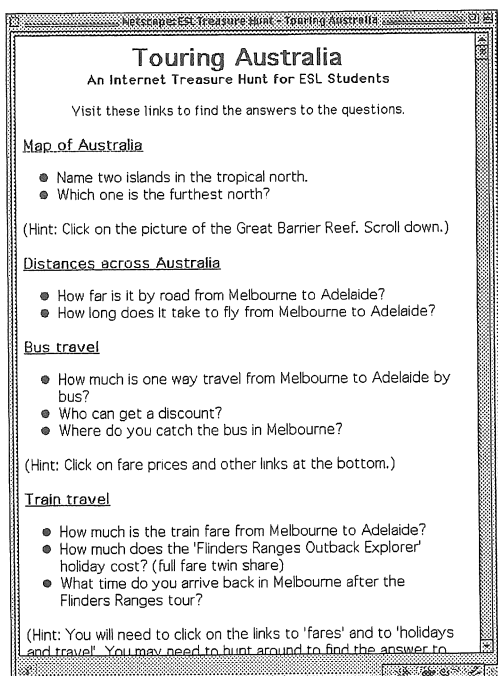 Netscape: ESL Treasure Hunt - Touring Australia
Touring Australia
An Internet Treasure Hunt for ESL Students
Visit these links to find the answers to the questions.
Map of Australia
● Name two islands in the tropical north.
● Which one is the furthest north?
(Hint: Click on the picture of the Great Barrier Reef. Scroll down.)
Distances across Australia
● How far is it by road from Melbourne to Adelaide?
● How long does it take to fly from Melbourne to Adelaide?
Bus travel
● How much is one way travel from Melbourne to Adelaide by
bus?
● Who can get a discount?
● Where do you catch the bus in Melbourne?
(Hint: Click on fare prices and other links at the bottom.)
Train travel
● How much is the train fare from Melbourne to Adelaide?
● How much does the 'Flinders Ranges Outback Explorer'
holiday cost? (full fare twin share)
● What time do you arrive back in Melbourne after the
Flinders Ranges tour?
(Hint: You will need to click on the links to 'fares' and to 'holidays
and travel'. You may need to hunt around to find the answer to